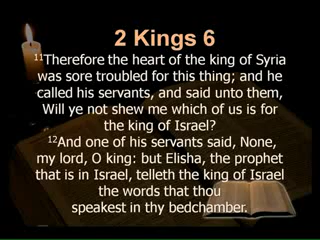 2 Kings 6
11Therefore the heart of the king of Syria
was sore troubled for this thing; and he
called his servants, and said unto them,
Will ye not shew me which of us is for
the king of Israel?
12And one of his servants said, None,
my lord, O king: but Elisha, the prophet
that is in Israel, telleth the king of Israel
the words that thou
speakest in thy bedchamber.